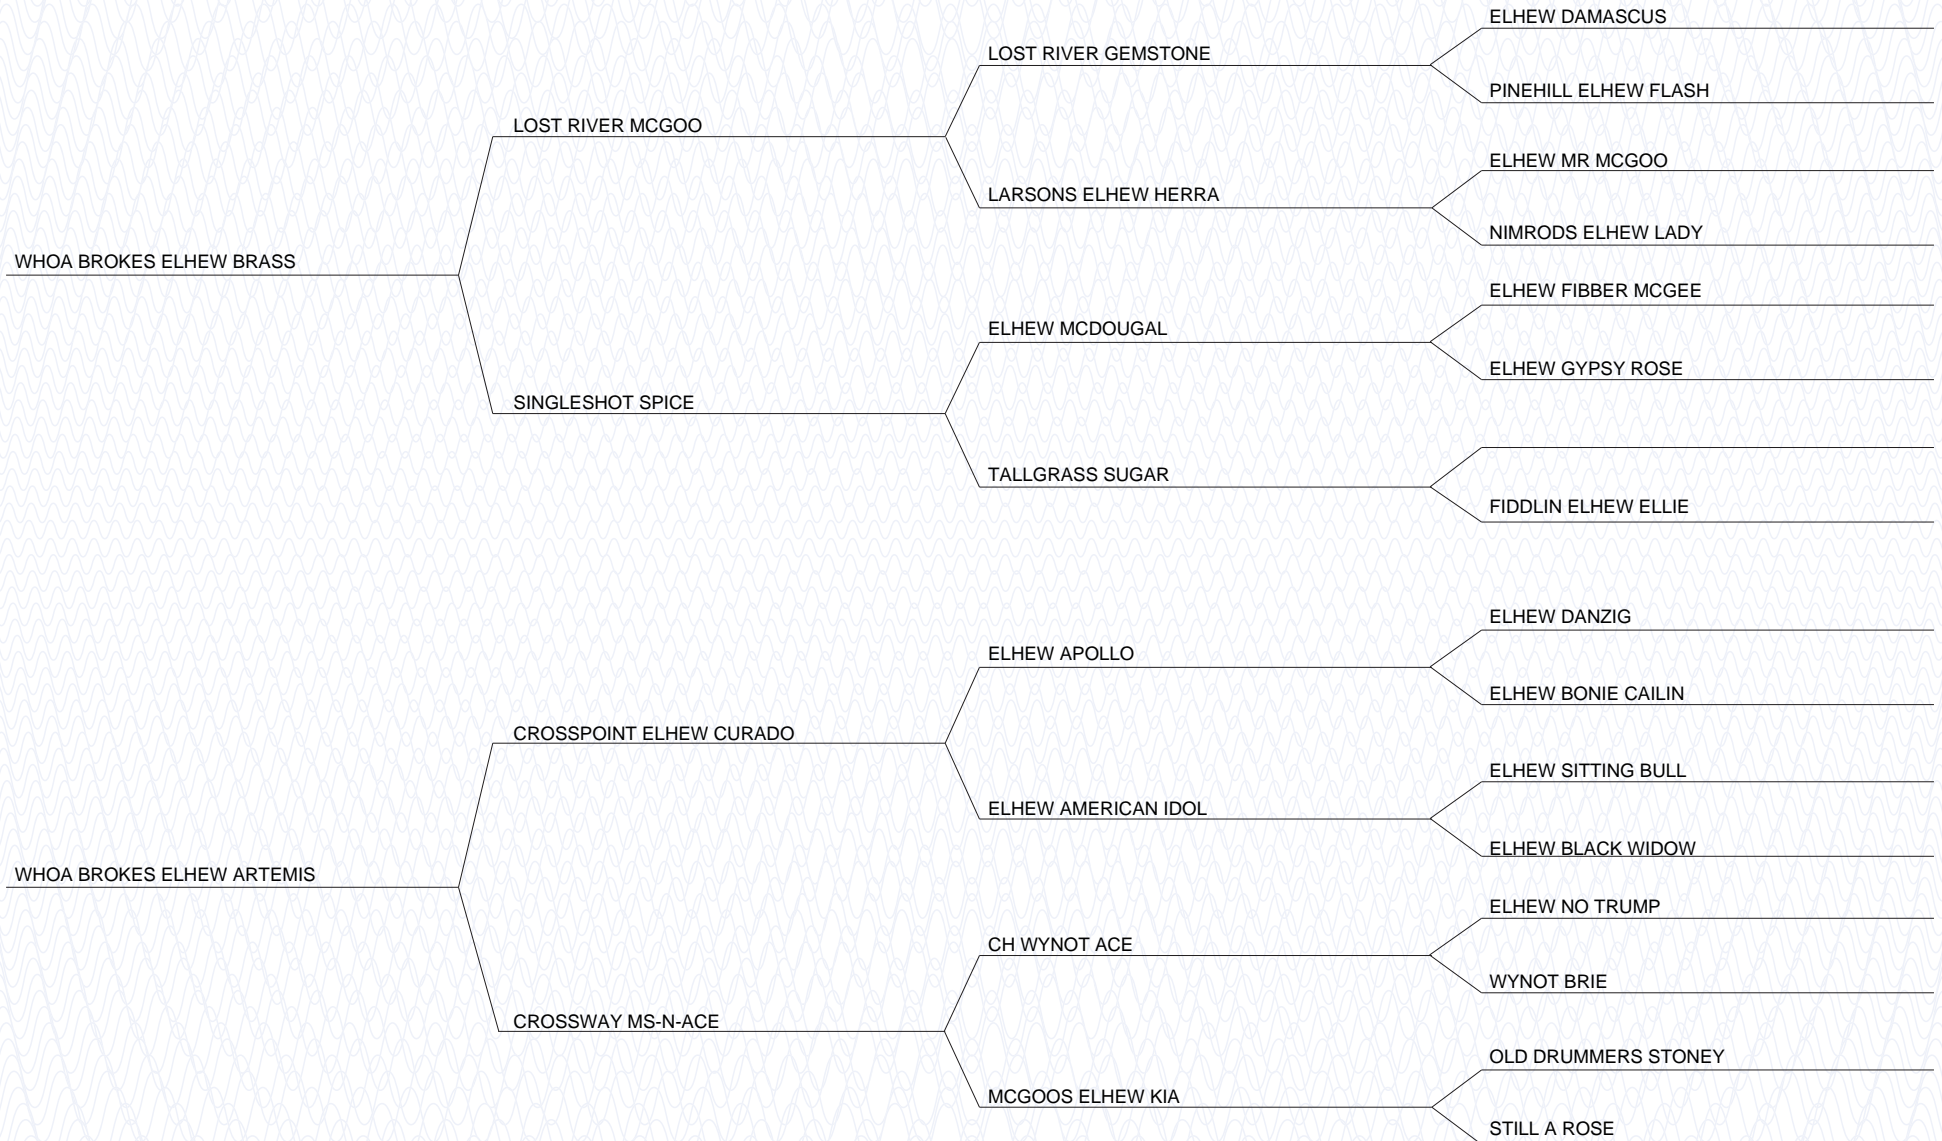 ELHEW DAMASCUS
LOST RIVER GEMSTONE
PINEHILL ELHEW FLASH
LOST RIVER MCGOO
ELHEW MR MCGOO
LARSONS ELHEW HERRA
NIMRODS ELHEW LADY
WHOA BROKES ELHEW BRASS
ELHEW FIBBER MCGEE
ELHEW MCDOUGAL
ELHEW GYPSY ROSE
SINGLESHOT SPICE
TALLGRASS SUGAR
FIDDLIN ELHEW ELLIE
ELHEW DANZIG
ELHEW APOLLO
ELHEW BONIE CAILIN
CROSSPOINT ELHEW CURADO
ELHEW SITTING BULL
ELHEW AMERICAN IDOL
ELHEW BLACK WIDOW
WHOA BROKES ELHEW ARTEMIS
ELHEW NO TRUMP
CH WYNOT ACE
WYNOT BRIE
CROSSWAY MS-N-ACE
OLD DRUMMERS STONEY
MCGOOS ELHEW KIA
STILL A ROSE